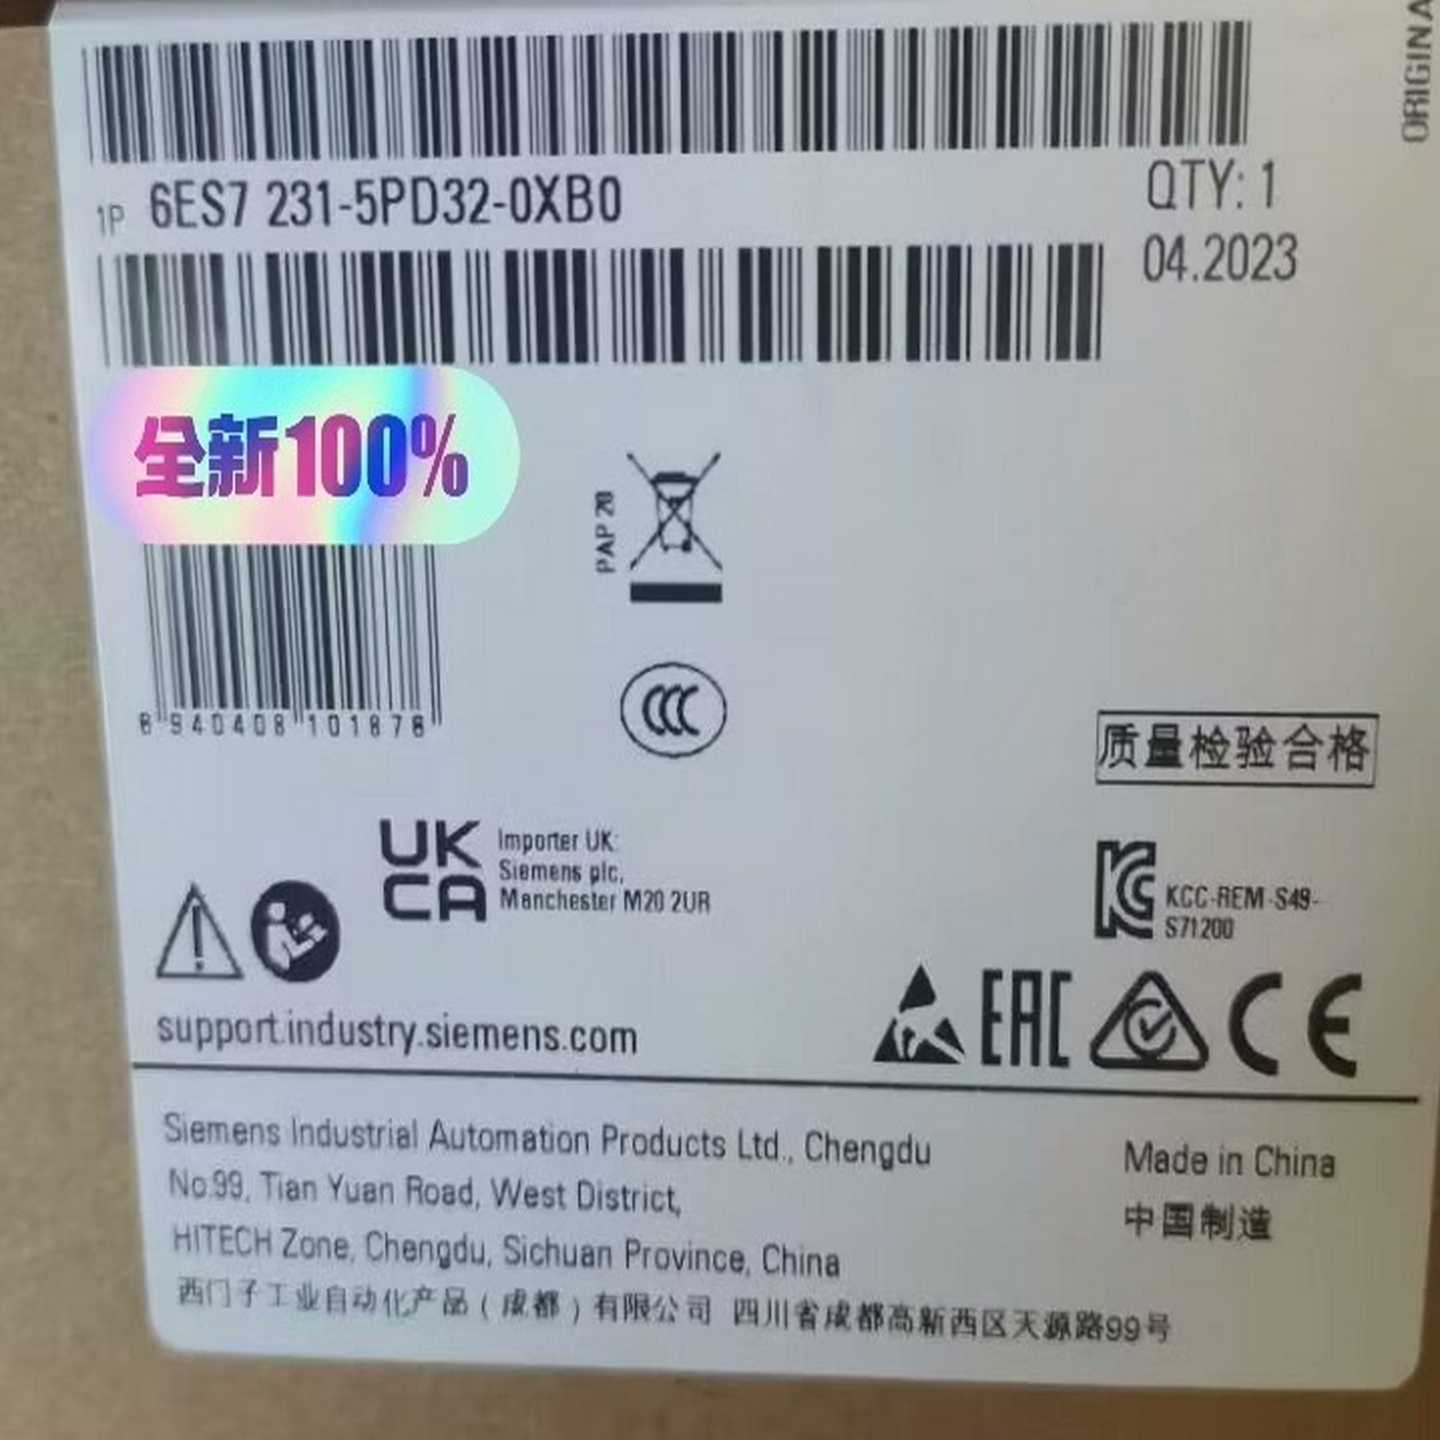 ORIGINA
1P 6ES7 231-5PD32-0XB0
QTY: 1
04.2023
全新100%
PAP 20
CCC
6 940408 101878
质量检验合格
UK
CA
Importer UK:
Siemens plc,
Manchester M20 2UR
KCC-REM-S49-
S71200
EAC
CE
support.industry.siemens.com
Siemens Industrial Automation Products Ltd., Chengdu
No.99, Tian Yuan Road, West District,
HITECH Zone, Chengdu, Sichuan Province, China
西门子工业自动化产品(成都)有限公司 四川省成都高新西区天源路99号
Made in China
中国制造